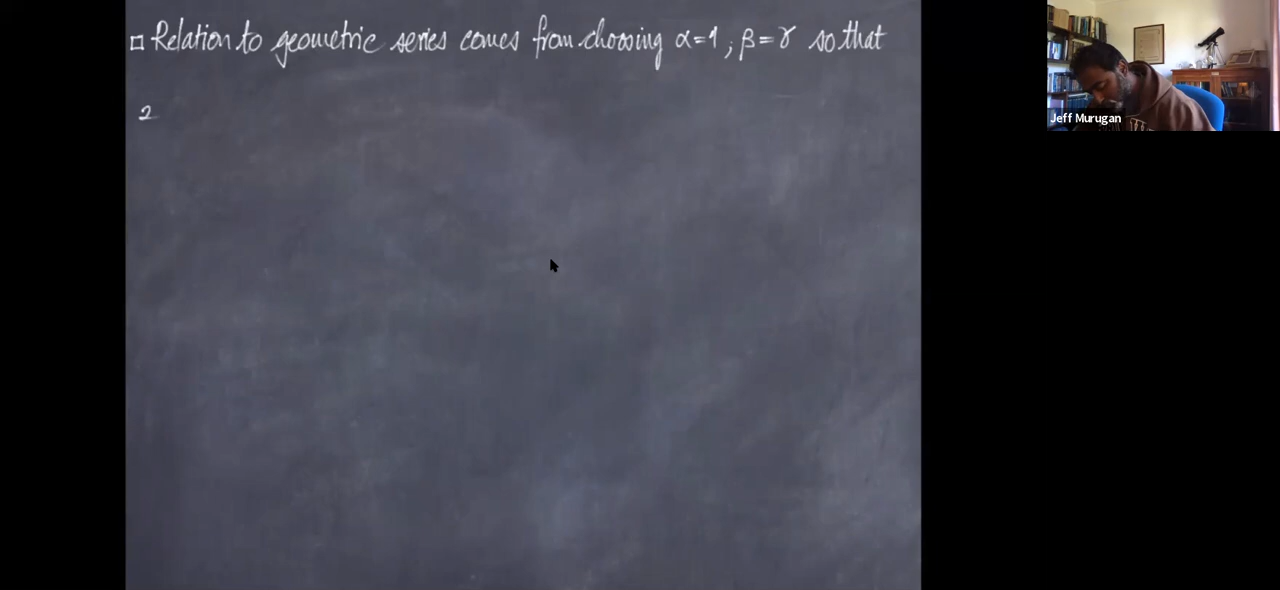 □ Relation to geometric series comes from choosing α=1 ; β=γ so that
2
Jeff Murugan